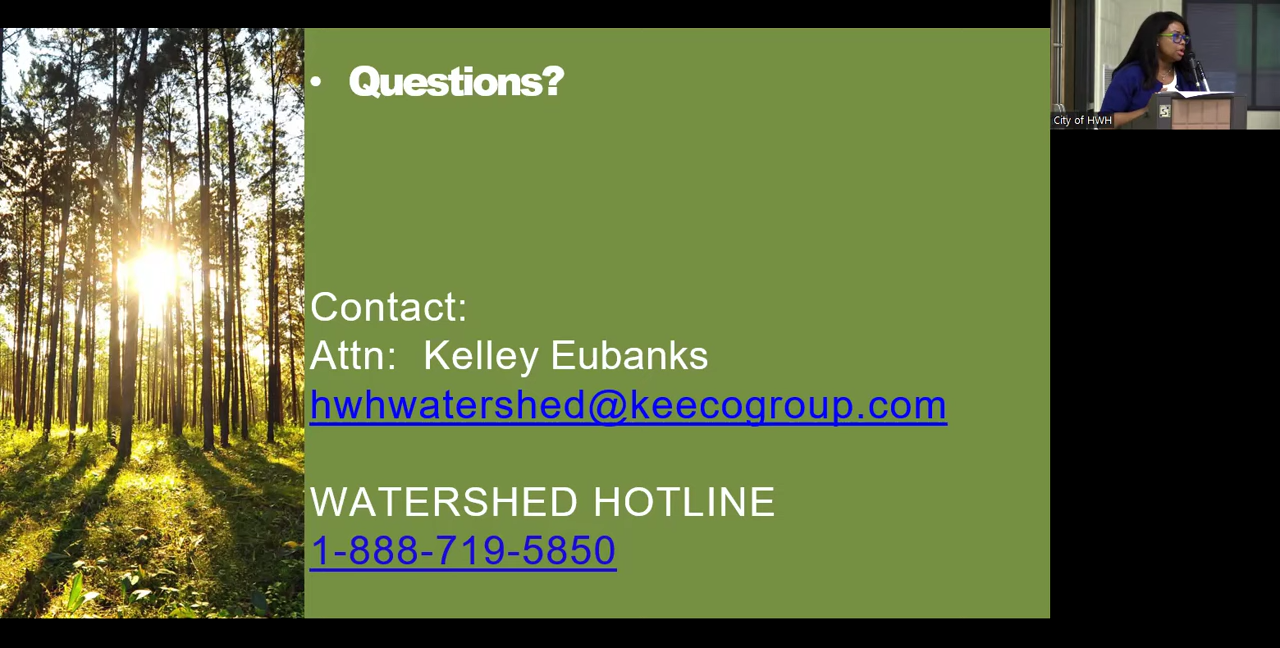 • Questions?
Contact:
Attn: Kelley Eubanks
hwhwatershed@keecogroup.com
WATERSHED HOTLINE
1-888-719-5850
City of HWH